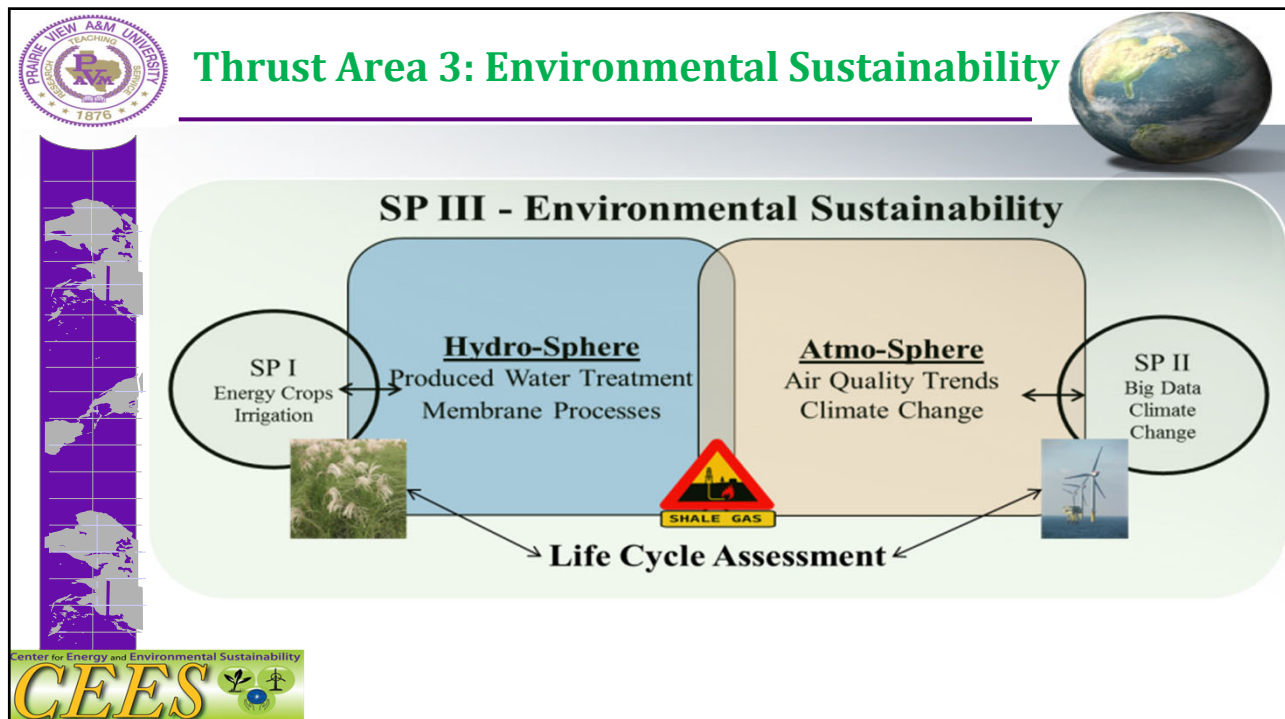 PRAIRIE VIEW A&M UNIVERSITY
RESEARCH TEACHING SERVICE
PVAMU
1876
Thrust Area 3: Environmental Sustainability
SP III - Environmental Sustainability
SP I
Energy Crops
Irrigation
Hydro-Sphere
Produced Water Treatment
Membrane Processes
Atmo-Sphere
Air Quality Trends
Climate Change
SP II
Big Data
Climate
Change
SHALE GAS
Life Cycle Assessment
Center for Energy and Environmental Sustainability
CEES